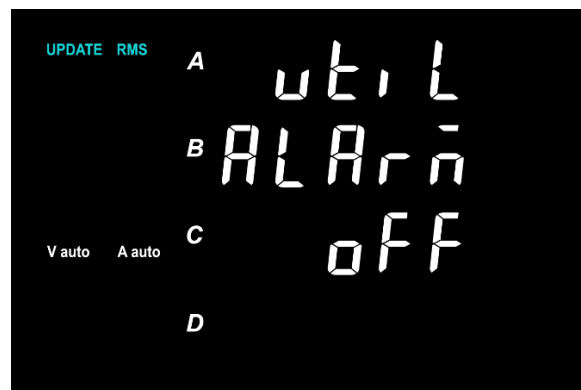 UPDATE RMS
A utiL
B ALArm
V auto A auto C oFF
D